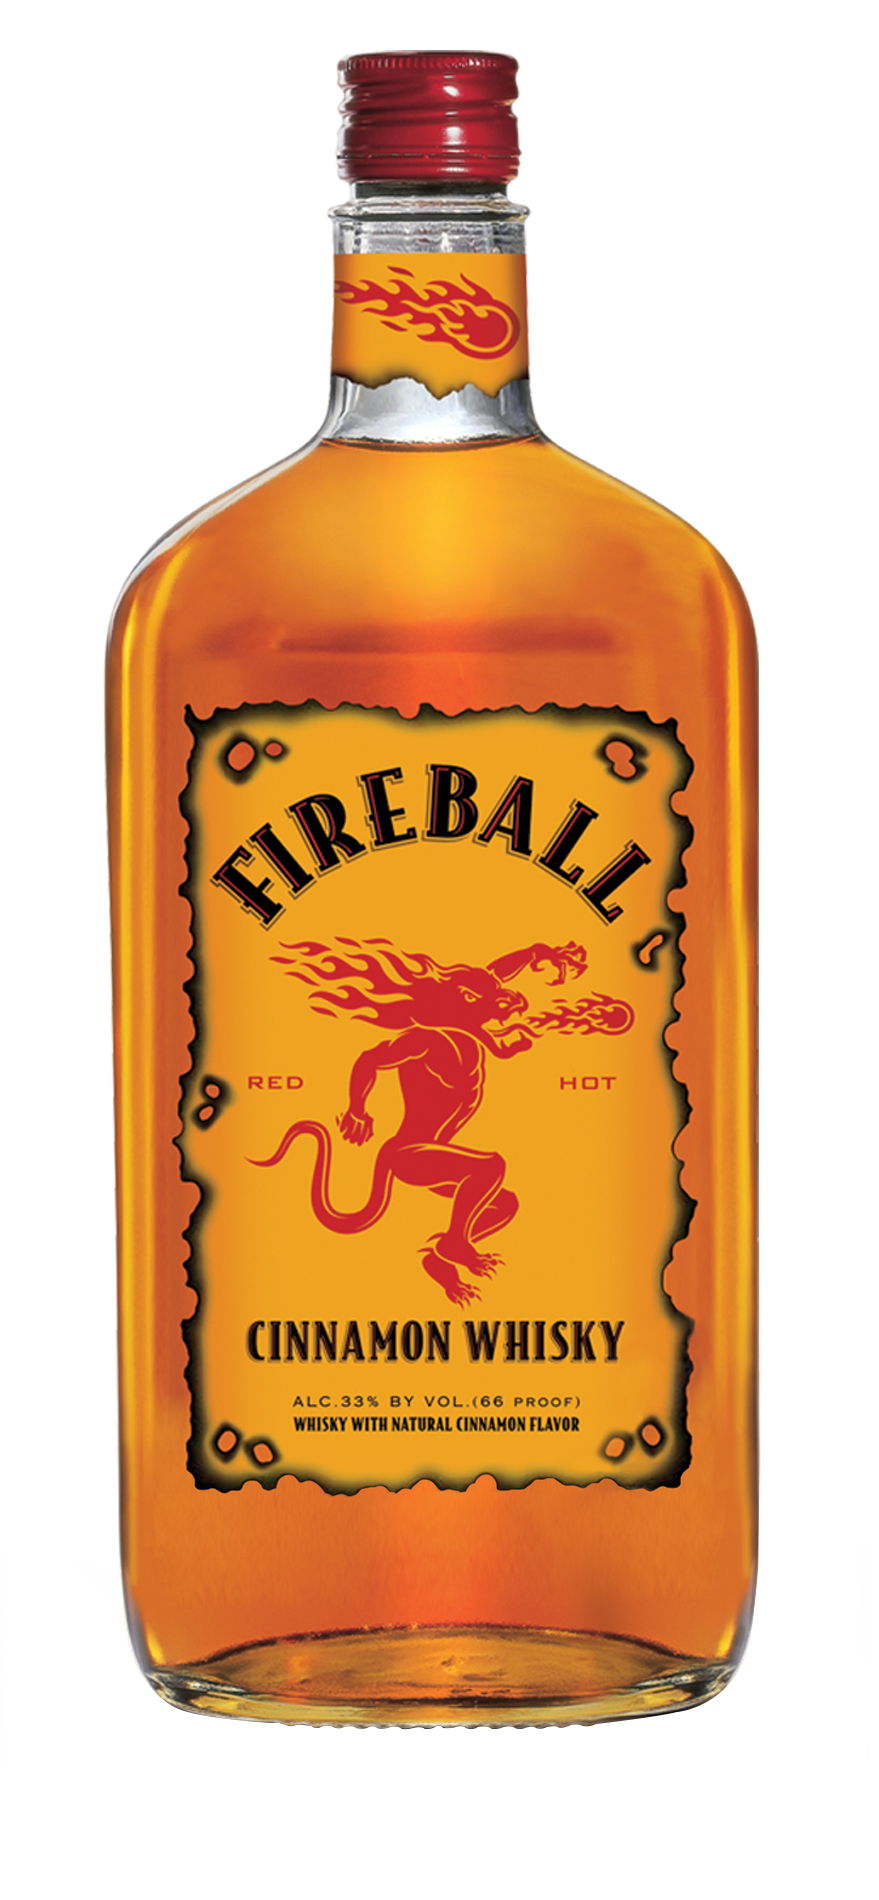 FIREBALL
RED HOT
CINNAMON WHISKY
ALC.33% BY VOL.(66 PROOF)
WHISKY WITH NATURAL CINNAMON FLAVOR